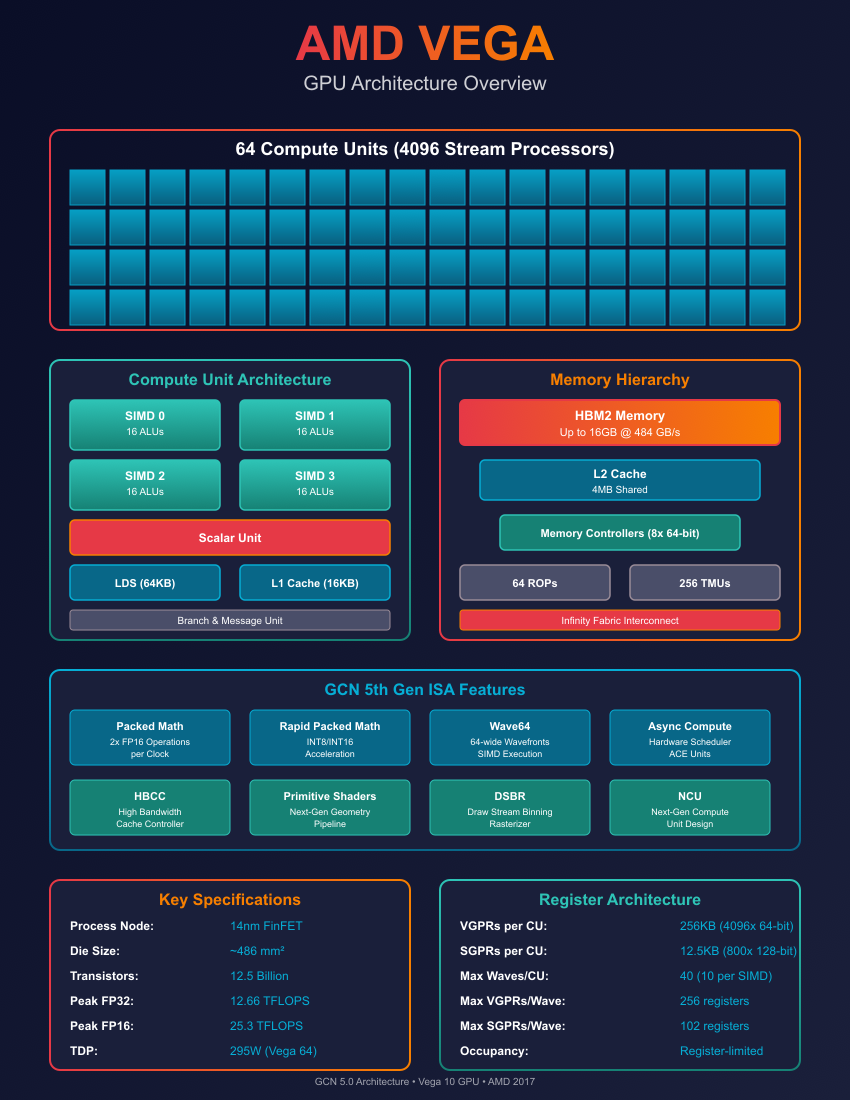 AMD VEGA
GPU Architecture Overview
64 Compute Units (4096 Stream Processors)
Compute Unit Architecture
SIMD 0
16 ALUs
SIMD 1
16 ALUs
SIMD 2
16 ALUs
SIMD 3
16 ALUs
Scalar Unit
LDS (64KB)
L1 Cache (16KB)
Branch & Message Unit
Memory Hierarchy
HBM2 Memory
Up to 16GB @ 484 GB/s
L2 Cache
4MB Shared
Memory Controllers (8x 64-bit)
64 ROPs
256 TMUs
Infinity Fabric Interconnect
GCN 5th Gen ISA Features
Packed Math
2x FP16 Operations
per Clock
Rapid Packed Math
INT8/INT16
Acceleration
Wave64
64-wide Wavefronts
SIMD Execution
Async Compute
Hardware Scheduler
ACE Units
HBCC
High Bandwidth
Cache Controller
Primitive Shaders
Next-Gen Geometry
Pipeline
DSBR
Draw Stream Binning
Rasterizer
NCU
Next-Gen Compute
Unit Design
Key Specifications
Process Node: 14nm FinFET
Die Size: ~486 mm²
Transistors: 12.5 Billion
Peak FP32: 12.66 TFLOPS
Peak FP16: 25.3 TFLOPS
TDP: 295W (Vega 64)
Register Architecture
VGPRs per CU: 256KB (4096x 64-bit)
SGPRs per CU: 12.5KB (800x 128-bit)
Max Waves/CU: 40 (10 per SIMD)
Max VGPRs/Wave: 256 registers
Max SGPRs/Wave: 102 registers
Occupancy: Register-limited
GCN 5.0 Architecture • Vega 10 GPU • AMD 2017